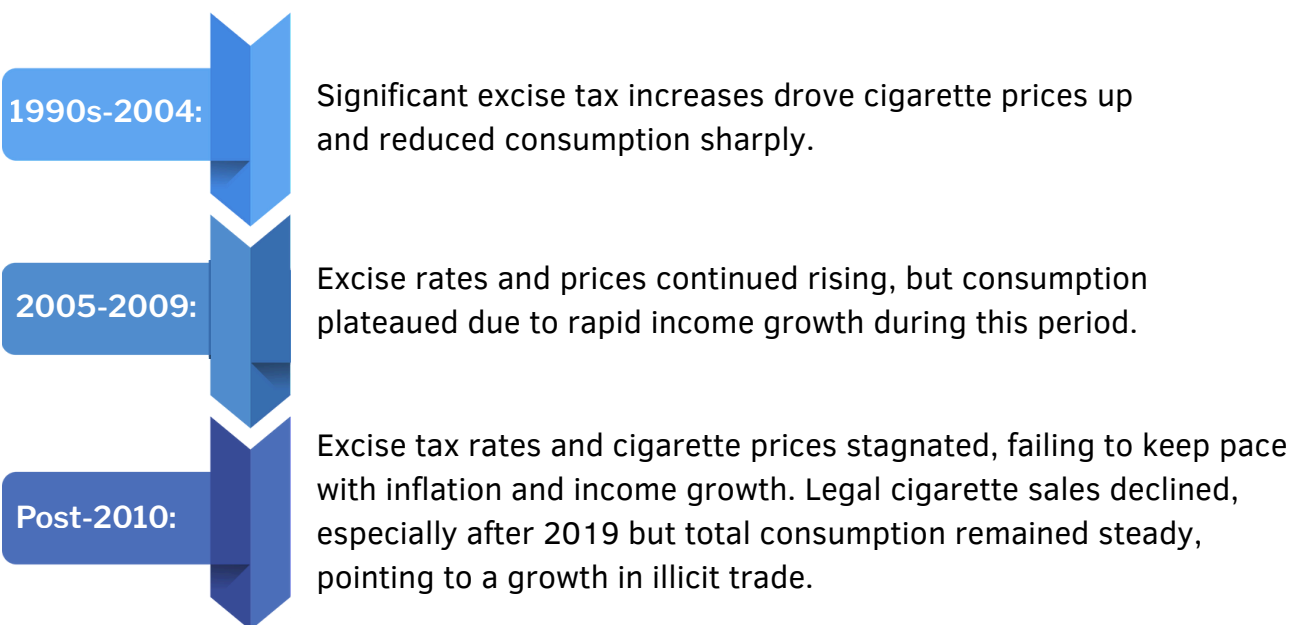 1990s-2004:
Significant excise tax increases drove cigarette prices up
and reduced consumption sharply.
2005-2009:
Excise rates and prices continued rising, but consumption
plateaued due to rapid income growth during this period.
Post-2010:
Excise tax rates and cigarette prices stagnated, failing to keep pace
with inflation and income growth. Legal cigarette sales declined,
especially after 2019 but total consumption remained steady,
pointing to a growth in illicit trade.